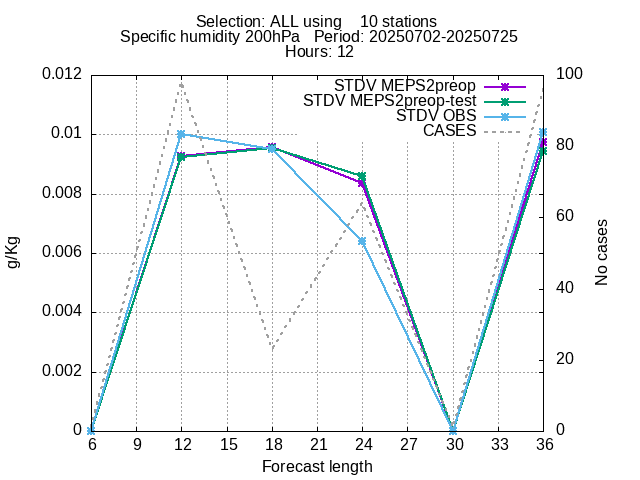 Selection: ALL using    10 stations
Specific humidity 200hPa   Period: 20250702-20250725
Hours: 12
STDV MEPS2preop
STDV MEPS2preop-test
STDV OBS
CASES
0.012
0.01
0.008
0.006
0.004
0.002
0
g/Kg
100
80
60
40
20
0
No cases
6 9 12 15 18 21 24 27 30 33 36
Forecast length